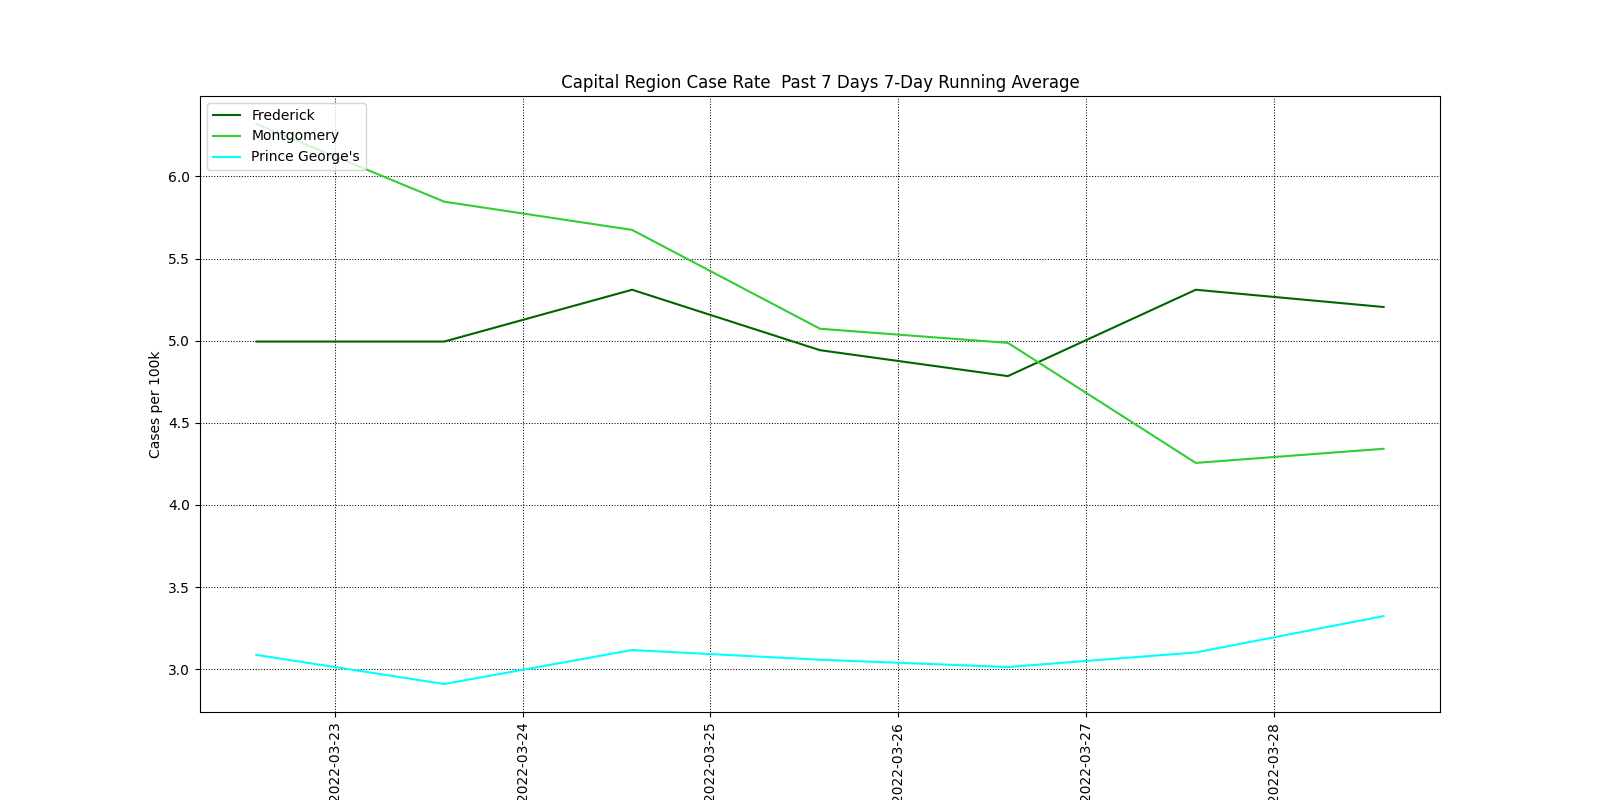 Capital Region Case Rate  Past 7 Days 7-Day Running Average
Frederick
Montgomery
Prince George's
6.0
5.5
5.0
4.5
4.0
3.5
3.0
Cases per 100k
2022-03-23
2022-03-24
2022-03-25
2022-03-26
2022-03-27
2022-03-28